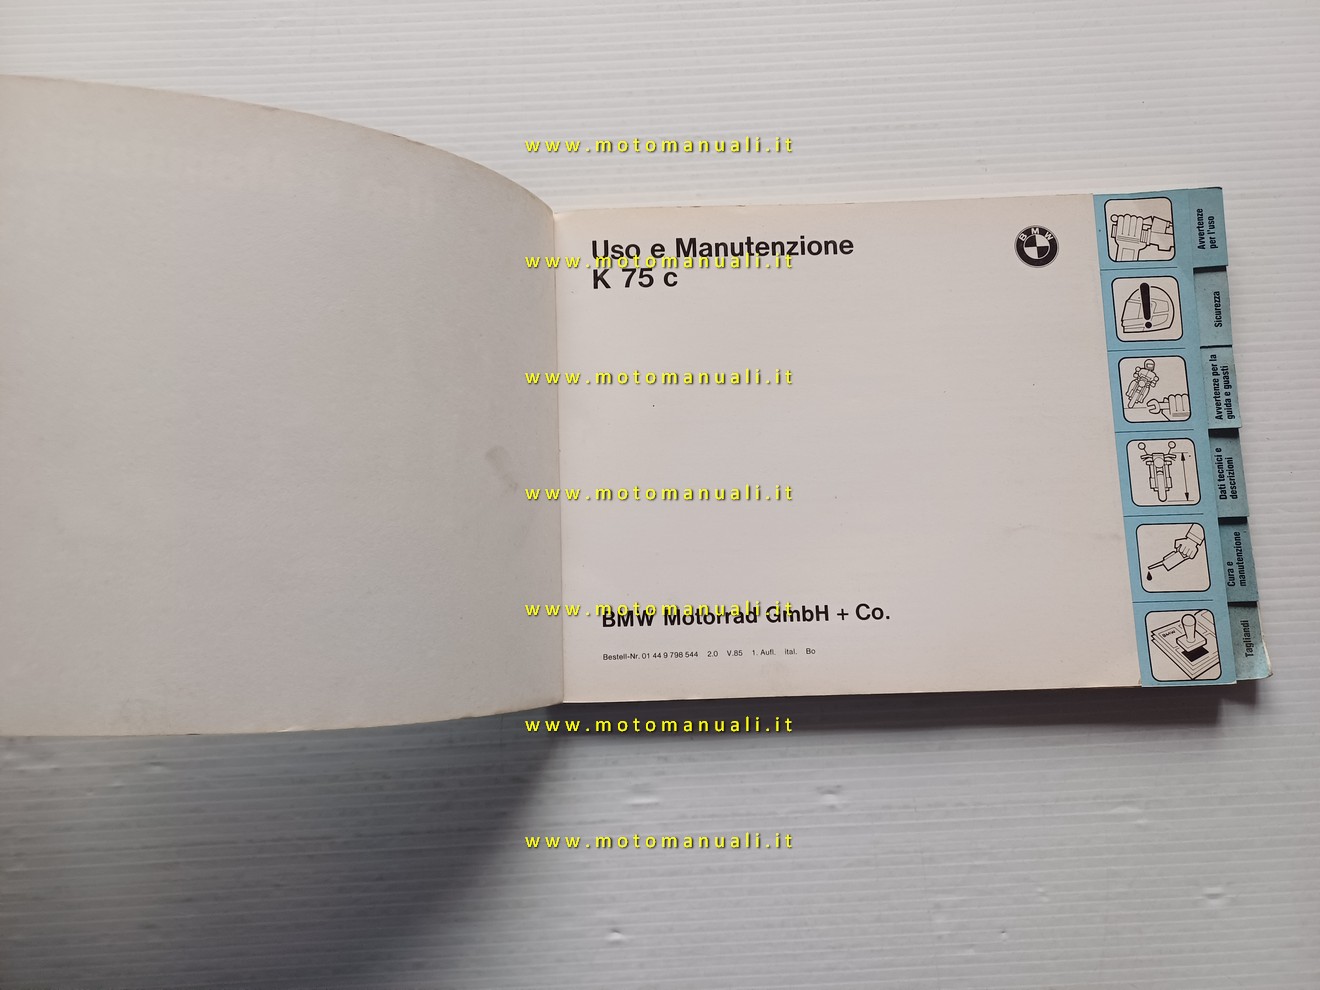 www.motomanuali.it
Uso e Manutenzione
www.motomanuali.it
K 75 c
BMW
www.motomanuali.it
www.motomanuali.it
www.motomanuali.it
BMW Motorrad GmbH + Co.
Bestell-Nr. 01 44 9 798 544 2.0 V.85 1. Aufl. ital. Bo
www.motomanuali.it
www.motomanuali.it
Avvertenze
per l'uso
Sicurezza
Avvertenze per la
guida e guasti
Dati tecnici e
descrizioni
Cura e
manutenzione
Tagliandi
BMW